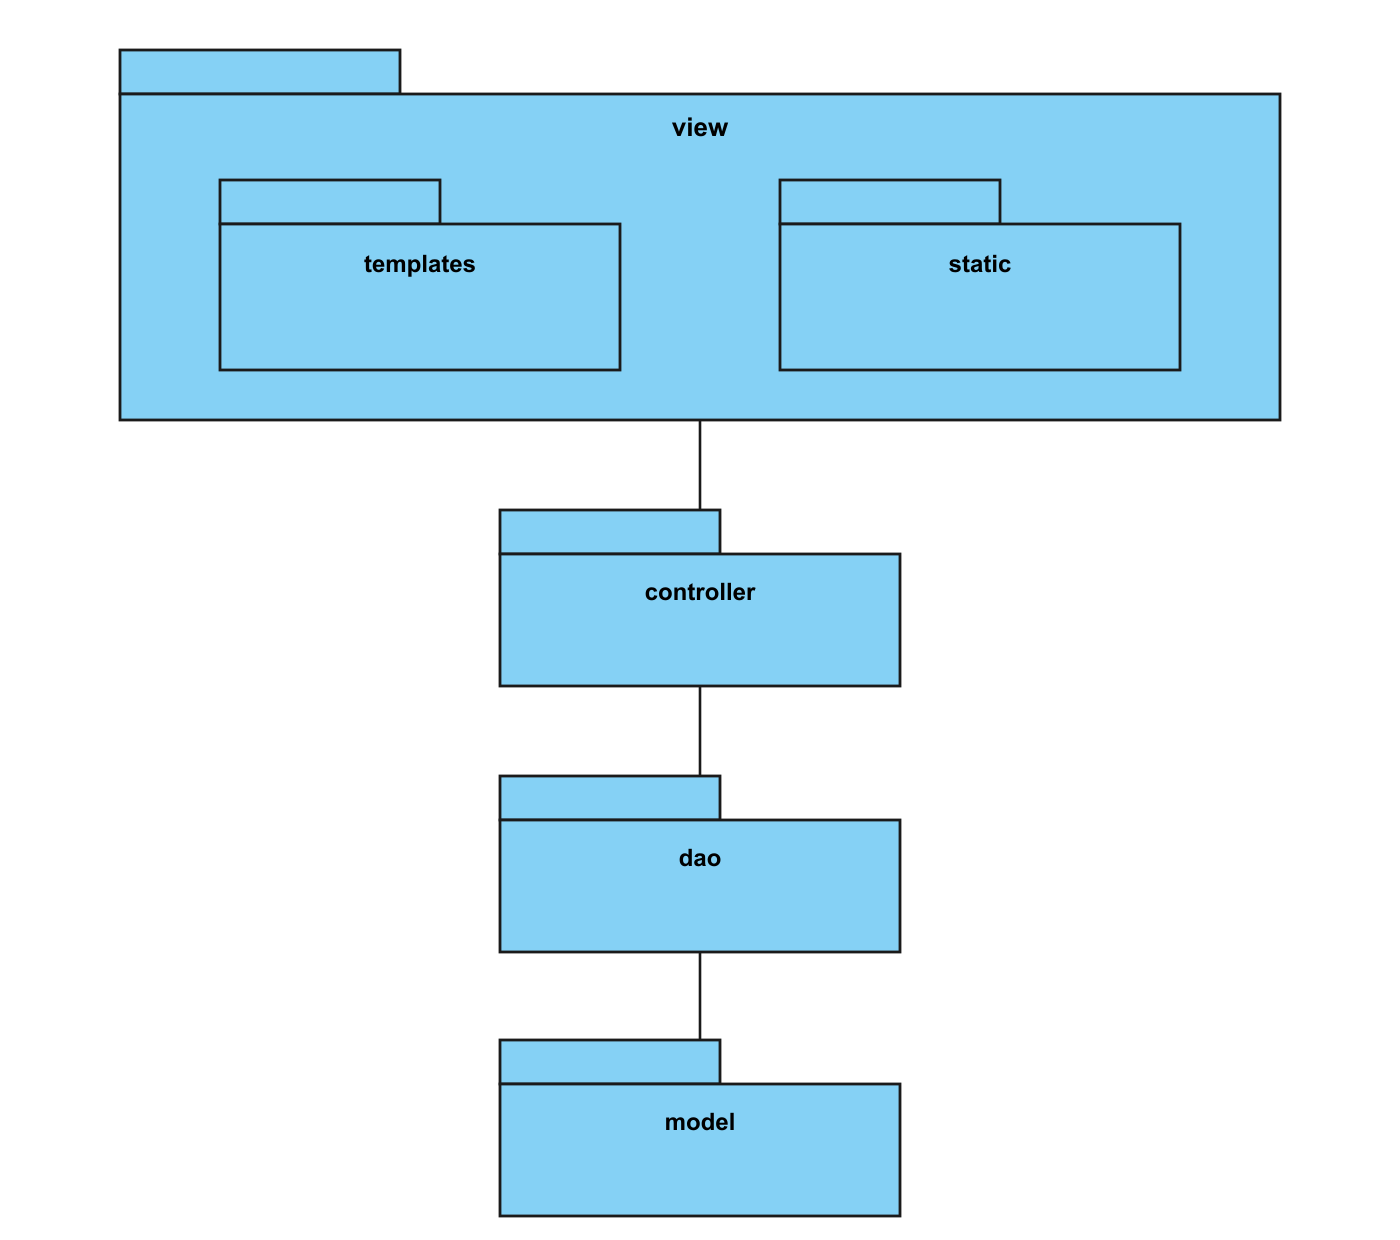 view
templates
static
controller
dao
model